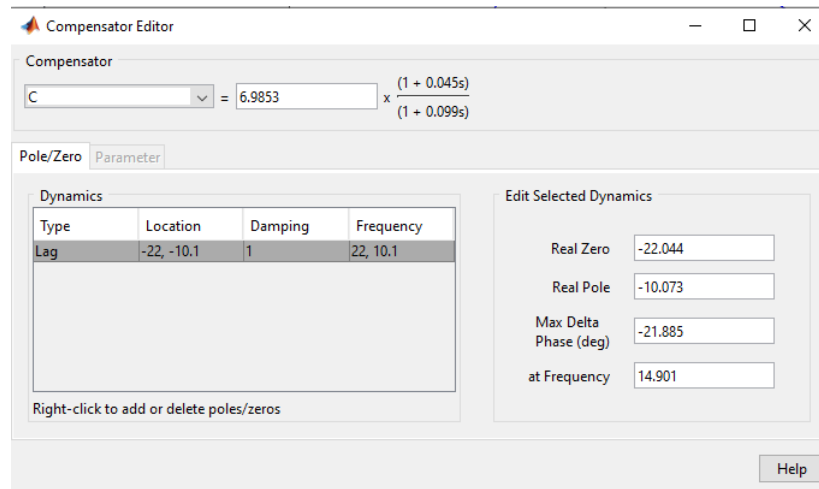 Compensator Editor
Compensator
C = 6.9853 x (1 + 0.045s)
(1 + 0.099s)
Pole/Zero Parameter
Dynamics
Type Location Damping Frequency
Lag -22, -10.1 1 22, 10.1
Right-click to add or delete poles/zeros
Edit Selected Dynamics
Real Zero -22.044
Real Pole -10.073
Max Delta
Phase (deg) -21.885
at Frequency 14.901
Help